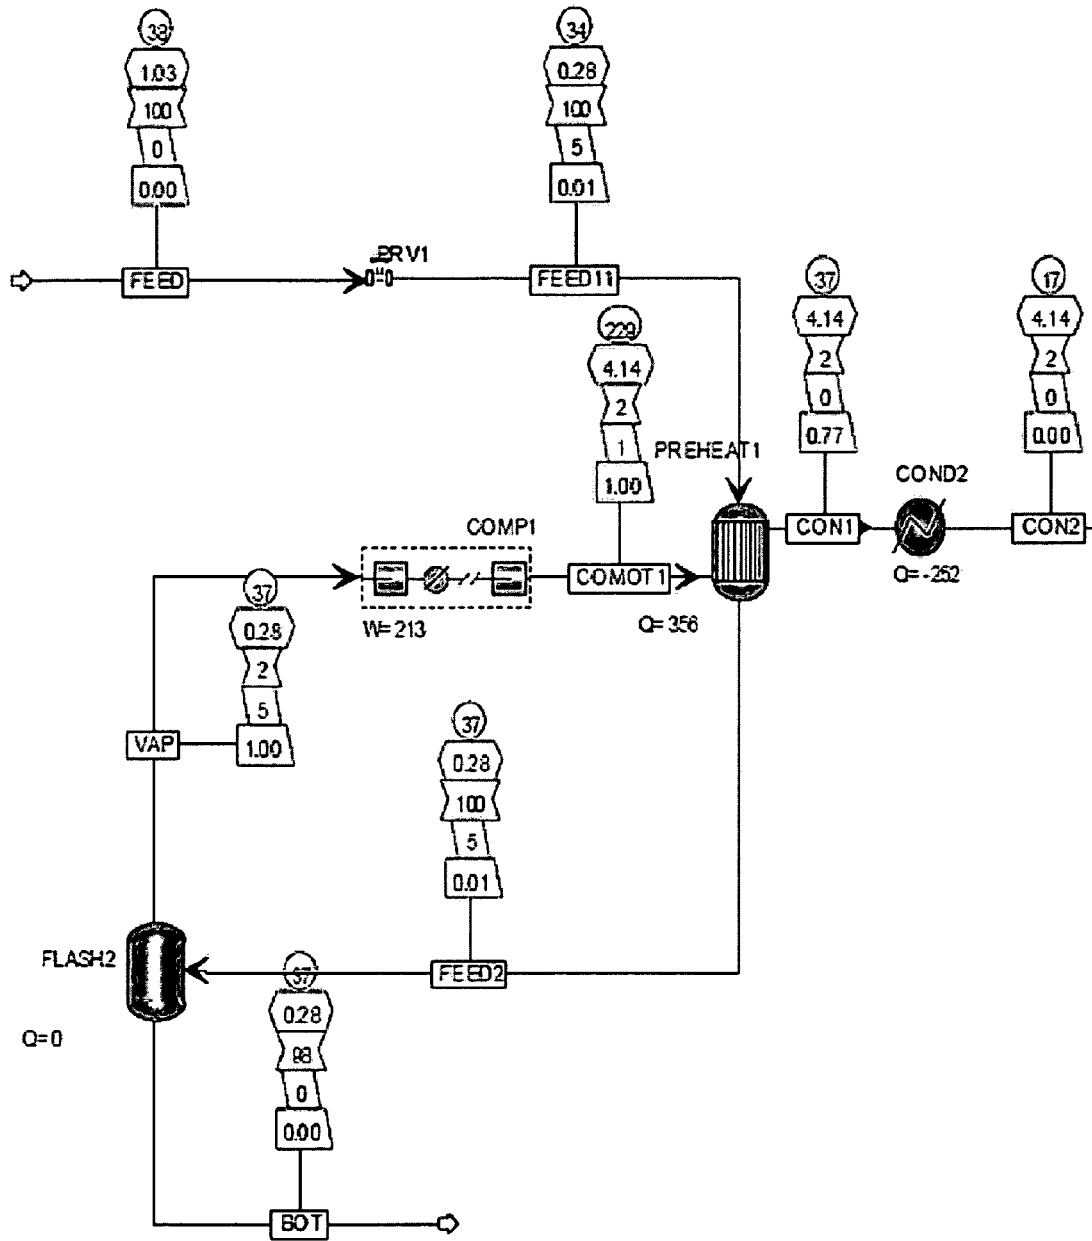 38
1.03
100
0
0.00
FEED
PRV1
34
0.28
100
5
0.01
FEED11
229
4.14
2
1
1.00
COMOT1
PREHEAT1
Q=356
37
4.14
2
0
0.77
CON1
COND2
Q=-252
17
4.14
2
0
0.00
CON2
COMP1
W=213
37
0.28
2
5
1.00
VAP
37
0.28
100
5
0.01
FEED2
FLASH2
Q=0
37
0.28
98
0
0.00
BOT